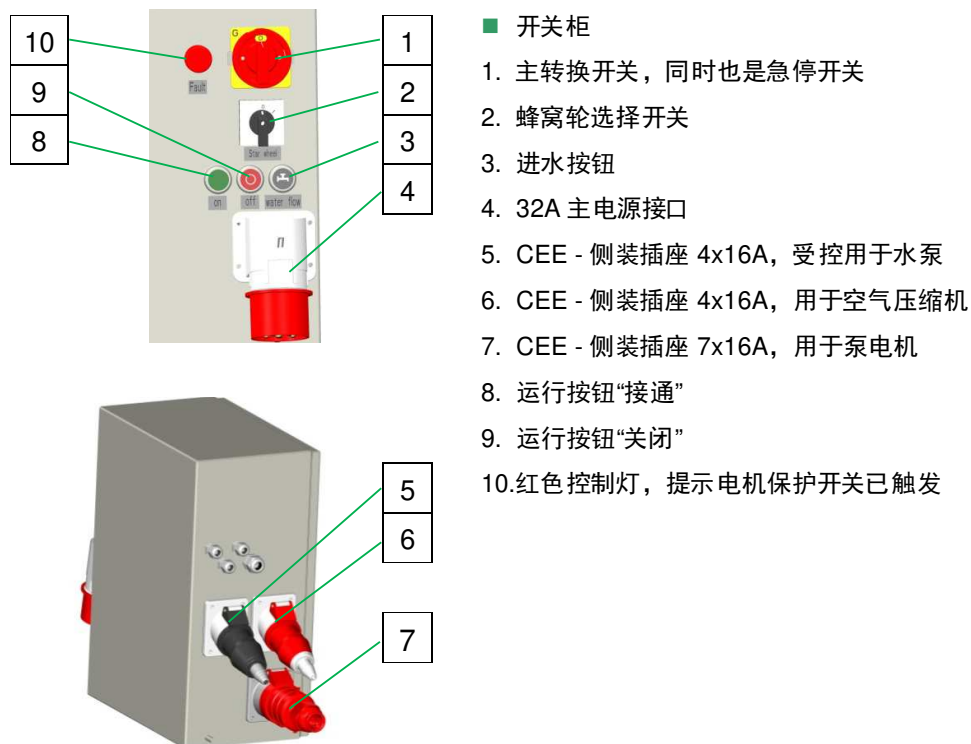 10
9
8
1
2
3
4
G
O
Fault
Star wheel
on off water flow
5
6
7
■ 开关柜
1. 主转换开关，同时也是急停开关
2. 蜂窝轮选择开关
3. 进水按钮
4. 32A 主电源接口
5. CEE - 侧装插座 4x16A，受控用于水泵
6. CEE - 侧装插座 4x16A，用于空气压缩机
7. CEE - 侧装插座 7x16A，用于泵电机
8. 运行按钮“接通”
9. 运行按钮“关闭”
10.红色控制灯，提示电机保护开关已触发